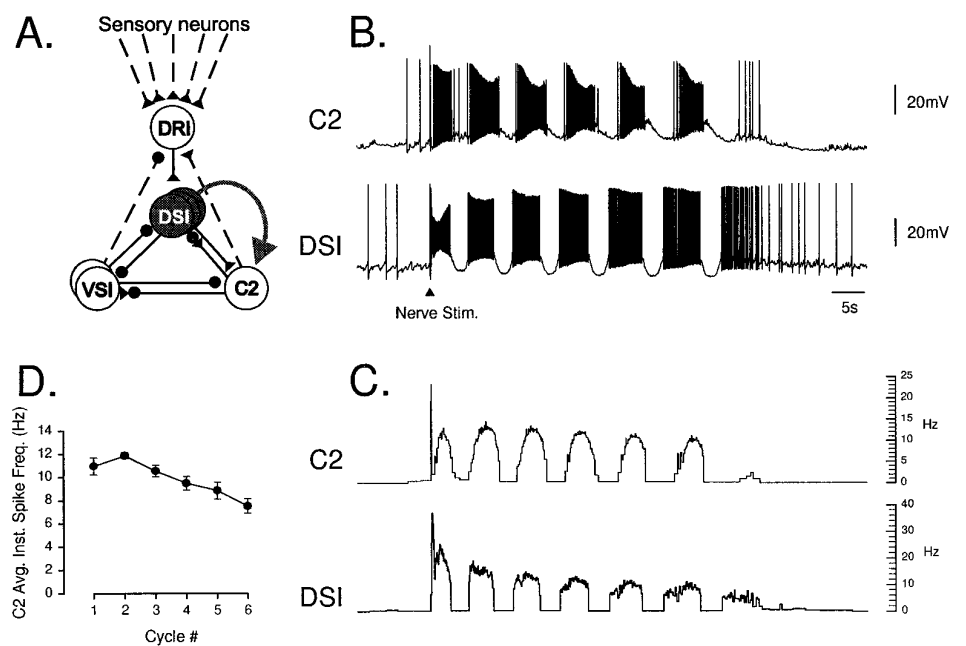 A.
Sensory neurons
DRI
DSI
VSI
C2
B.
C2
20mV
DSI
20mV
Nerve Stim.
5s
D.
C2 Avg. Inst. Spike Freq. (Hz)
14
12
10
8
6
4
2
0
1 2 3 4 5 6
Cycle #
C.
C2
25
20
15
10
5
0
Hz
DSI
40
30
20
10
0
Hz